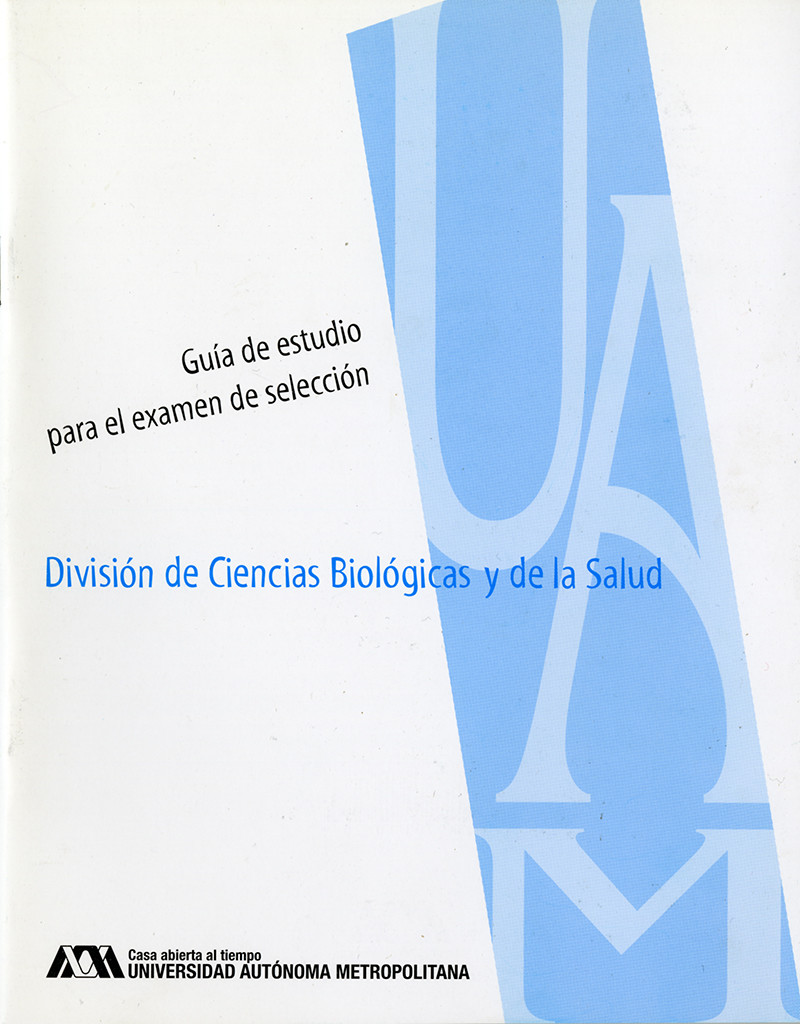 UAM
Guía de estudio
para el examen de selección
División de Ciencias Biológicas y de la Salud
Casa abierta al tiempo
UNIVERSIDAD AUTÓNOMA METROPOLITANA